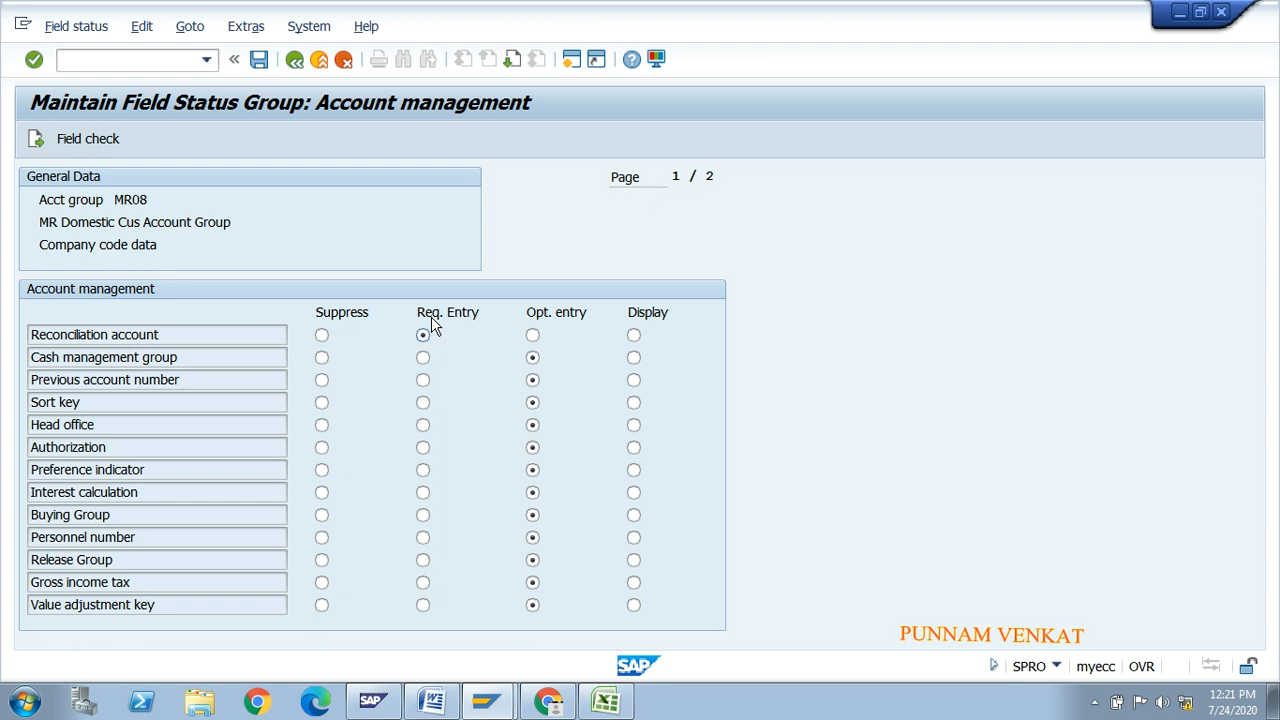 Field status Edit Goto Extras System Help
Maintain Field Status Group: Account management
Field check
General Data
Acct group MR08
MR Domestic Cus Account Group
Company code data
Page 1 / 2
Account management
Suppress Req. Entry Opt. entry Display
Reconciliation account
Cash management group
Previous account number
Sort key
Head office
Authorization
Preference indicator
Interest calculation
Buying Group
Personnel number
Release Group
Gross income tax
Value adjustment key
PUNNAM VENKAT
SAP
SPRO myecc OVR
SAP
12:21 PM
7/24/2020